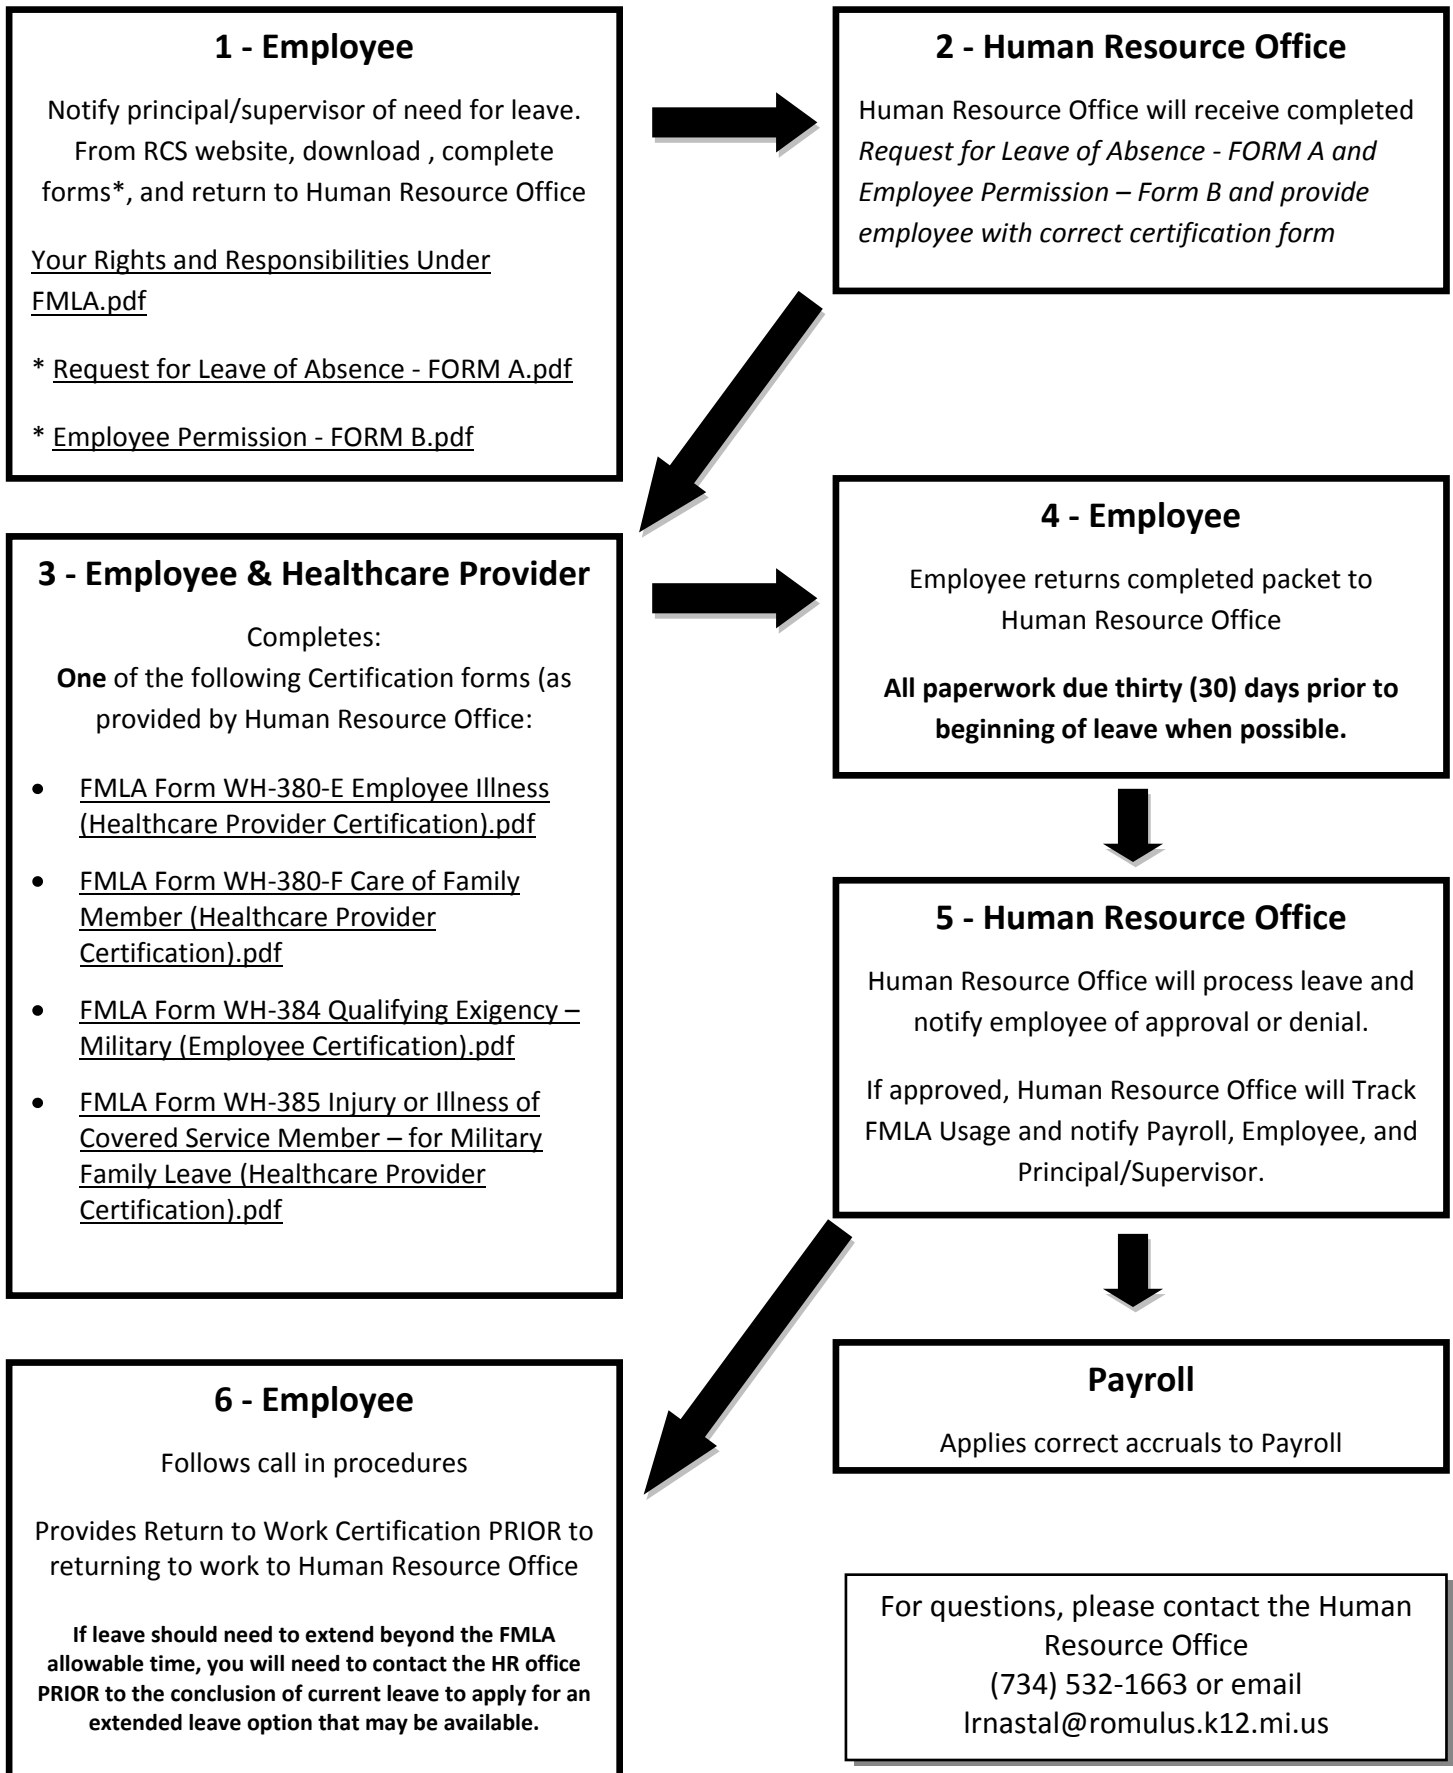 1 - Employee
Notify principal/supervisor of need for leave.
From RCS website, download , complete
forms*, and return to Human Resource Office
Your Rights and Responsibilities Under
FMLA.pdf
* Request for Leave of Absence - FORM A.pdf
* Employee Permission - FORM B.pdf
2 - Human Resource Office
Human Resource Office will receive completed
Request for Leave of Absence - FORM A and
Employee Permission – Form B and provide
employee with correct certification form
3 - Employee & Healthcare Provider
Completes:
One of the following Certification forms (as
provided by Human Resource Office:
• FMLA Form WH-380-E Employee Illness
(Healthcare Provider Certification).pdf
• FMLA Form WH-380-F Care of Family
Member (Healthcare Provider
Certification).pdf
• FMLA Form WH-384 Qualifying Exigency –
Military (Employee Certification).pdf
• FMLA Form WH-385 Injury or Illness of
Covered Service Member – for Military
Family Leave (Healthcare Provider
Certification).pdf
4 - Employee
Employee returns completed packet to
Human Resource Office
All paperwork due thirty (30) days prior to
beginning of leave when possible.
5 - Human Resource Office
Human Resource Office will process leave and
notify employee of approval or denial.
If approved, Human Resource Office will Track
FMLA Usage and notify Payroll, Employee, and
Principal/Supervisor.
6 - Employee
Follows call in procedures
Provides Return to Work Certification PRIOR to
returning to work to Human Resource Office
If leave should need to extend beyond the FMLA
allowable time, you will need to contact the HR office
PRIOR to the conclusion of current leave to apply for an
extended leave option that may be available.
Payroll
Applies correct accruals to Payroll
For questions, please contact the Human
Resource Office
(734) 532-1663 or email
lrnastal@romulus.k12.mi.us